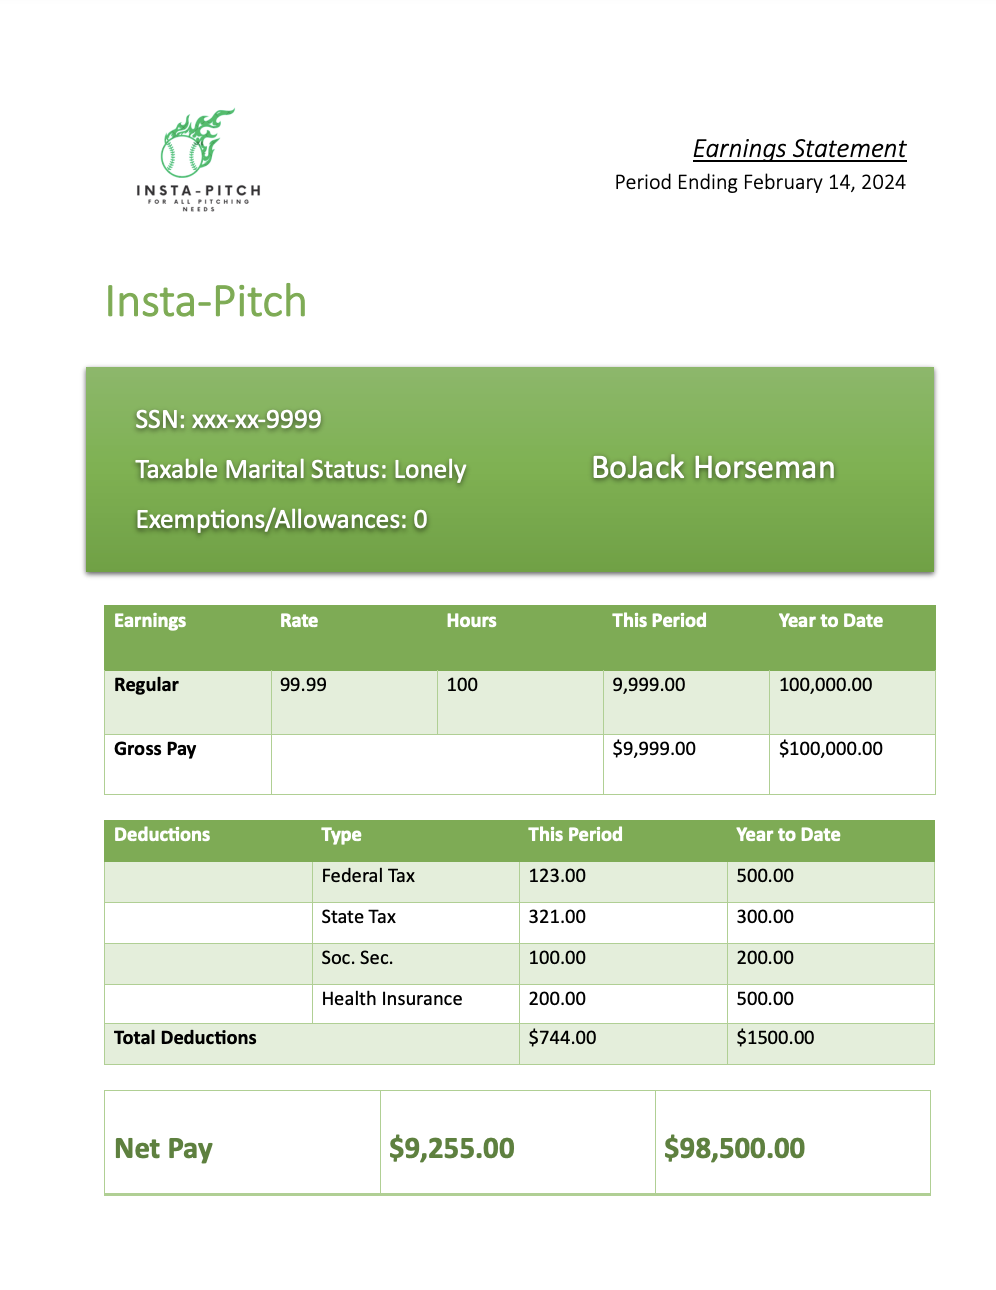 INSTA-PITCH
FOR ALL PITCHING
NEEDS
Earnings Statement
Period Ending February 14, 2024
Insta-Pitch
SSN: xxx-xx-9999
Taxable Marital Status: Lonely
Exemptions/Allowances: 0
BoJack Horseman
Earnings Rate Hours This Period Year to Date
Regular 99.99 100 9,999.00 100,000.00
Gross Pay $9,999.00 $100,000.00
Deductions Type This Period Year to Date
Federal Tax 123.00 500.00
State Tax 321.00 300.00
Soc. Sec. 100.00 200.00
Health Insurance 200.00 500.00
Total Deductions $744.00 $1500.00
Net Pay $9,255.00 $98,500.00